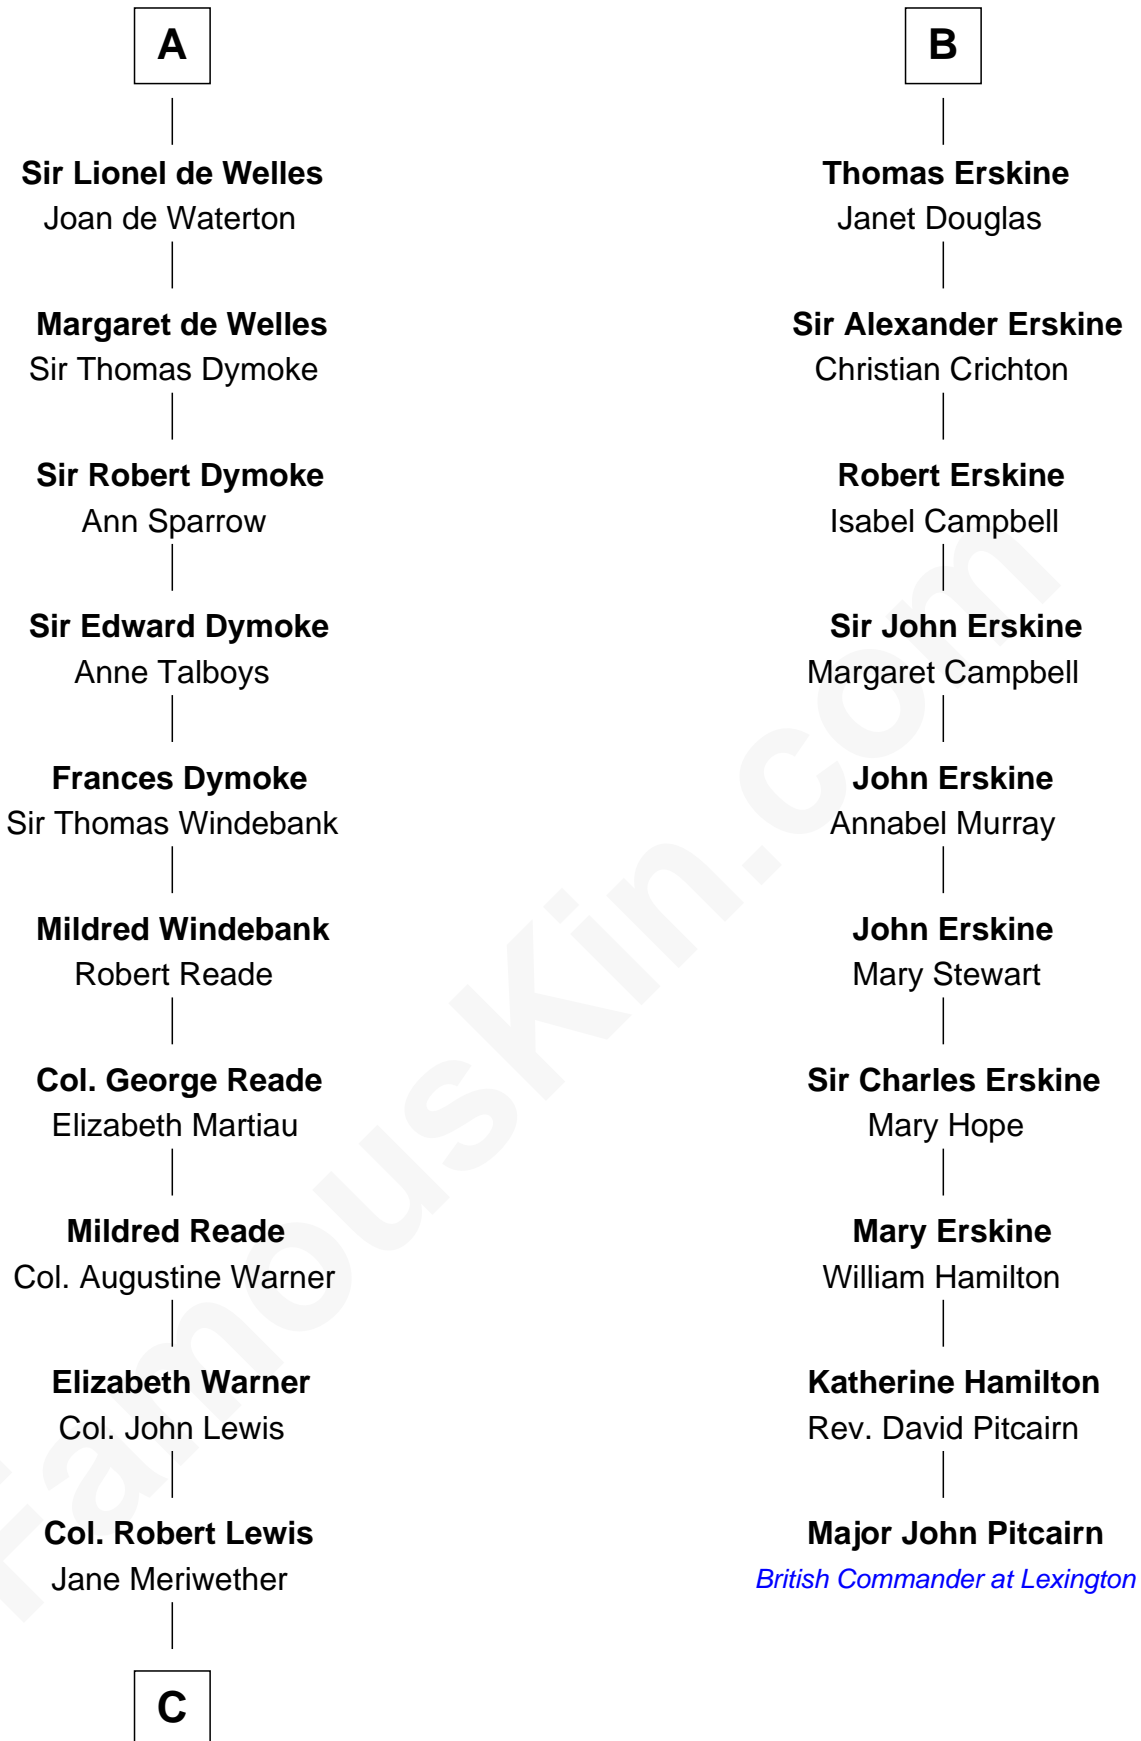 A
Sir Lionel de Welles
Joan de Waterton
Margaret de Welles
Sir Thomas Dymoke
Sir Robert Dymoke
Ann Sparrow
Sir Edward Dymoke
Anne Talboys
Frances Dymoke
Sir Thomas Windebank
Mildred Windebank
Robert Reade
Col. George Reade
Elizabeth Martiau
Mildred Reade
Col. Augustine Warner
Elizabeth Warner
Col. John Lewis
Col. Robert Lewis
Jane Meriwether
C
B
Thomas Erskine
Janet Douglas
Sir Alexander Erskine
Christian Crichton
Robert Erskine
Isabel Campbell
Sir John Erskine
Margaret Campbell
John Erskine
Annabel Murray
John Erskine
Mary Stewart
Sir Charles Erskine
Mary Hope
Mary Erskine
William Hamilton
Katherine Hamilton
Rev. David Pitcairn
Major John Pitcairn
British Commander at Lexington
FamousKin.com